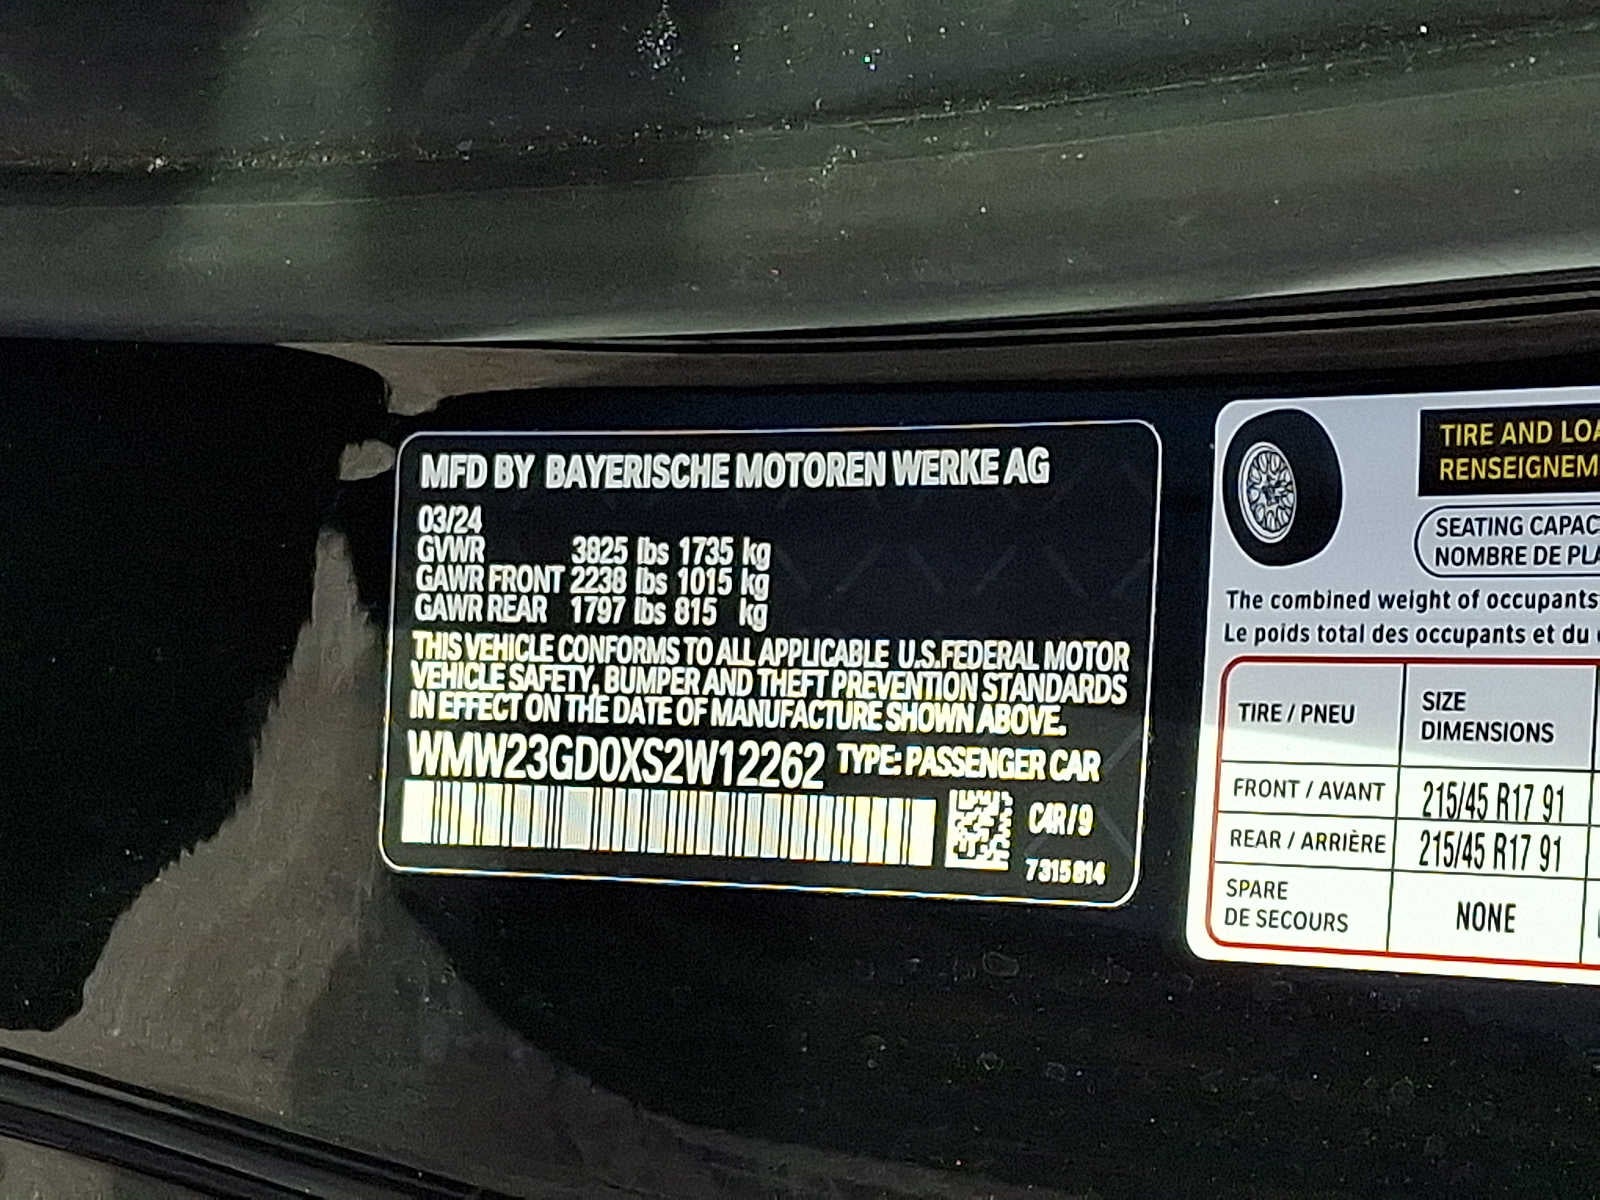 MFD BY BAYERISCHE MOTOREN WERKE AG
03/24
GVWR 3825 lbs 1735 kg
GAWR FRONT 2238 lbs 1015 kg
GAWR REAR 1797 lbs 815 kg
THIS VEHICLE CONFORMS TO ALL APPLICABLE U.S.FEDERAL MOTOR
VEHICLE SAFETY, BUMPER AND THEFT PREVENTION STANDARDS
IN EFFECT ON THE DATE OF MANUFACTURE SHOWN ABOVE.
WMW23GD0XS2W12262 TYPE: PASSENGER CAR
CAR/9
7315814
TIRE AND LOA
RENSEIGNEM
SEATING CAPAC
NOMBRE DE PLA
The combined weight of occupants
Le poids total des occupants et du
TIRE / PNEU
SIZE
DIMENSIONS
FRONT / AVANT 215/45 R17 91
REAR / ARRIÈRE 215/45 R17 91
SPARE
DE SECOURS
NONE